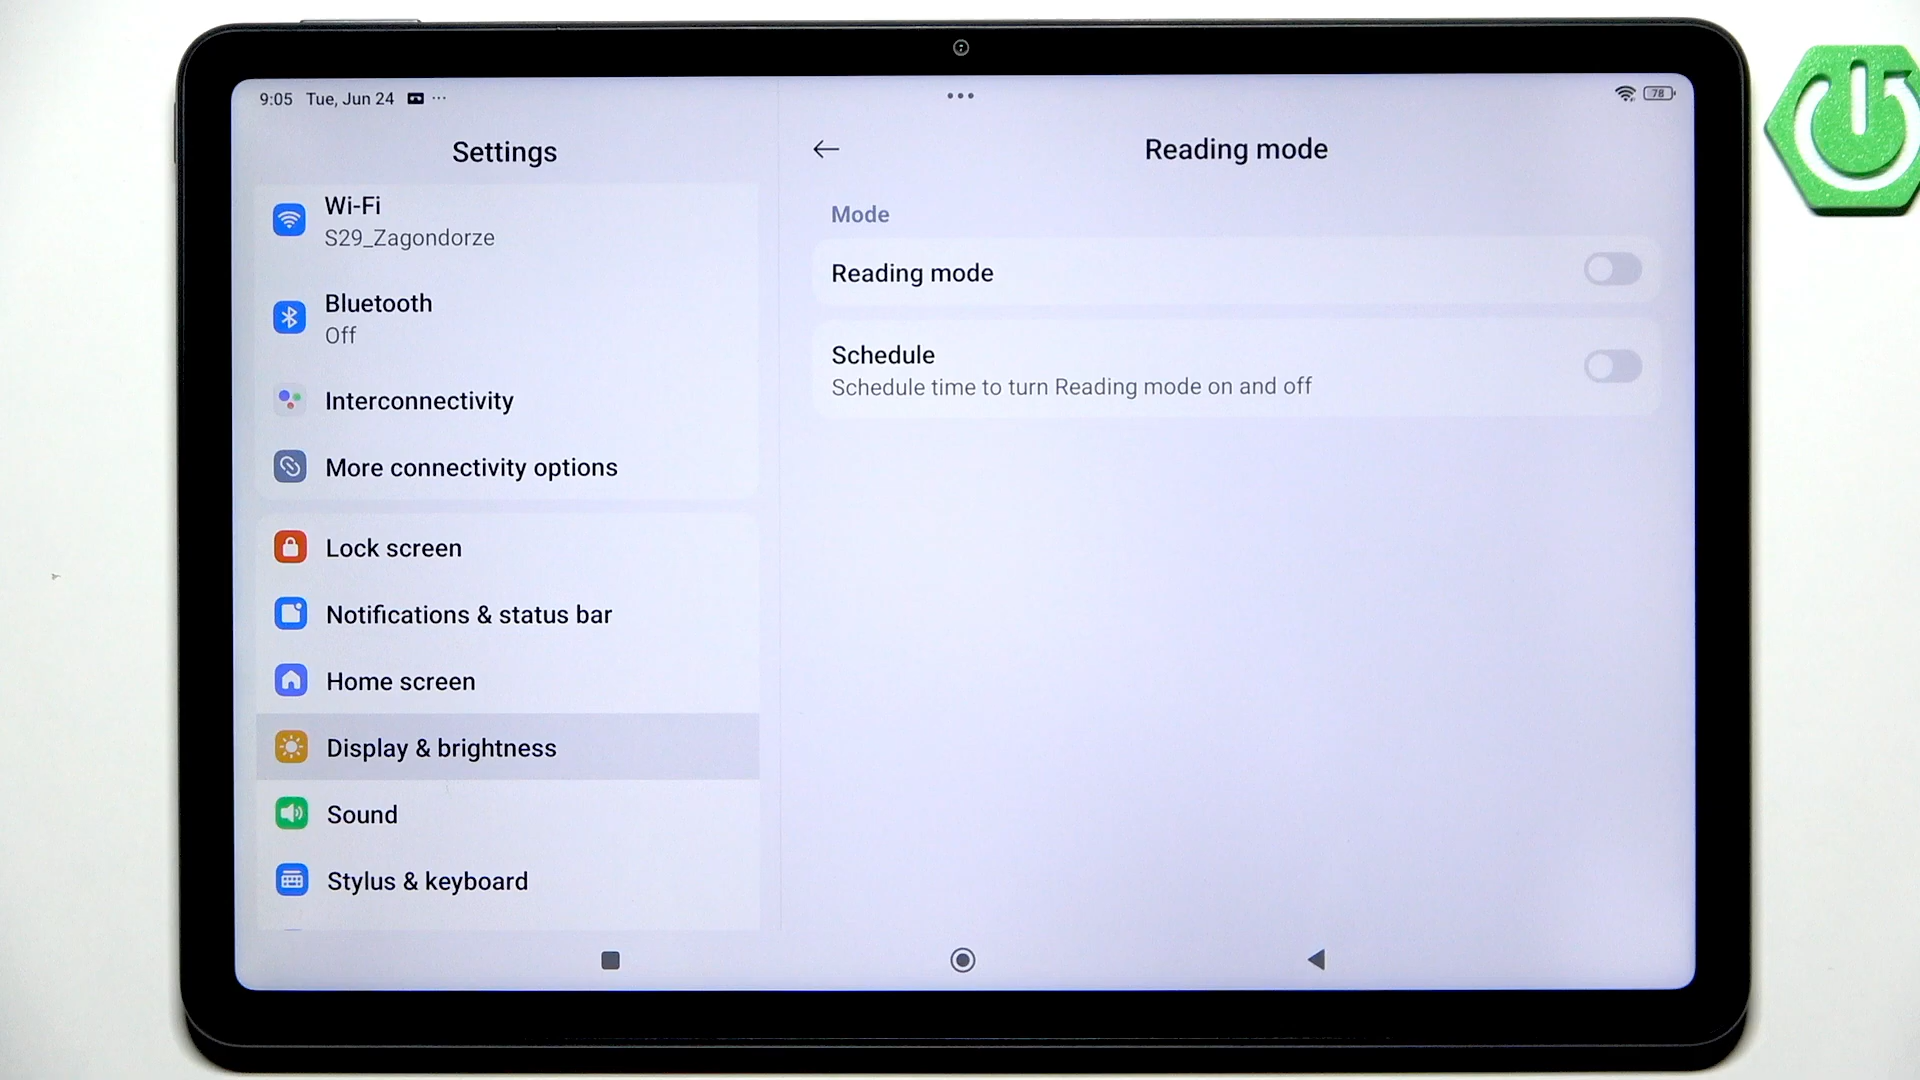 9:05 Tue, Jun 24
78
Settings
Wi-Fi
S29_Zagondorze
Bluetooth
Off
Interconnectivity
More connectivity options
Lock screen
Notifications & status bar
Home screen
Display & brightness
Sound
Stylus & keyboard
Reading mode
Mode
Reading mode
Schedule
Schedule time to turn Reading mode on and off